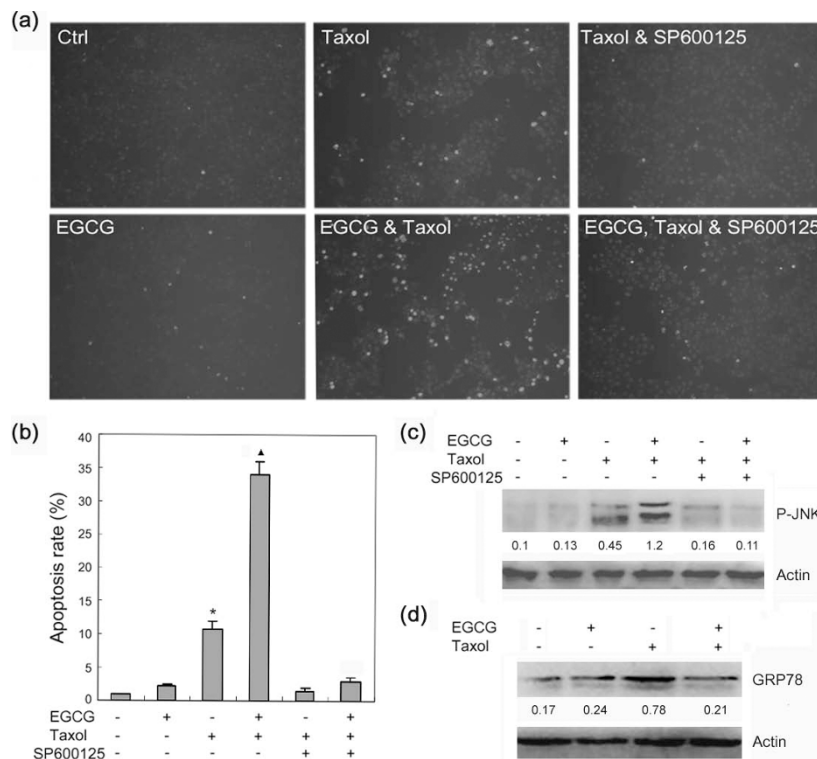 (a)
Ctrl
Taxol
Taxol & SP600125
EGCG
EGCG & Taxol
EGCG, Taxol & SP600125
(b)
Apoptosis rate (%)
40
35
30
25
20
15
10
5
0
*
▲
EGCG - + - + - +
Taxol - - + + + +
SP600125 - - - - + +
(c)
EGCG - + - + - +
Taxol - - + + + +
SP600125 - - - - + +
P-JNK
0.1 0.13 0.45 1.2 0.16 0.11
Actin
(d)
EGCG - + - +
Taxol - - + +
GRP78
0.17 0.24 0.78 0.21
Actin